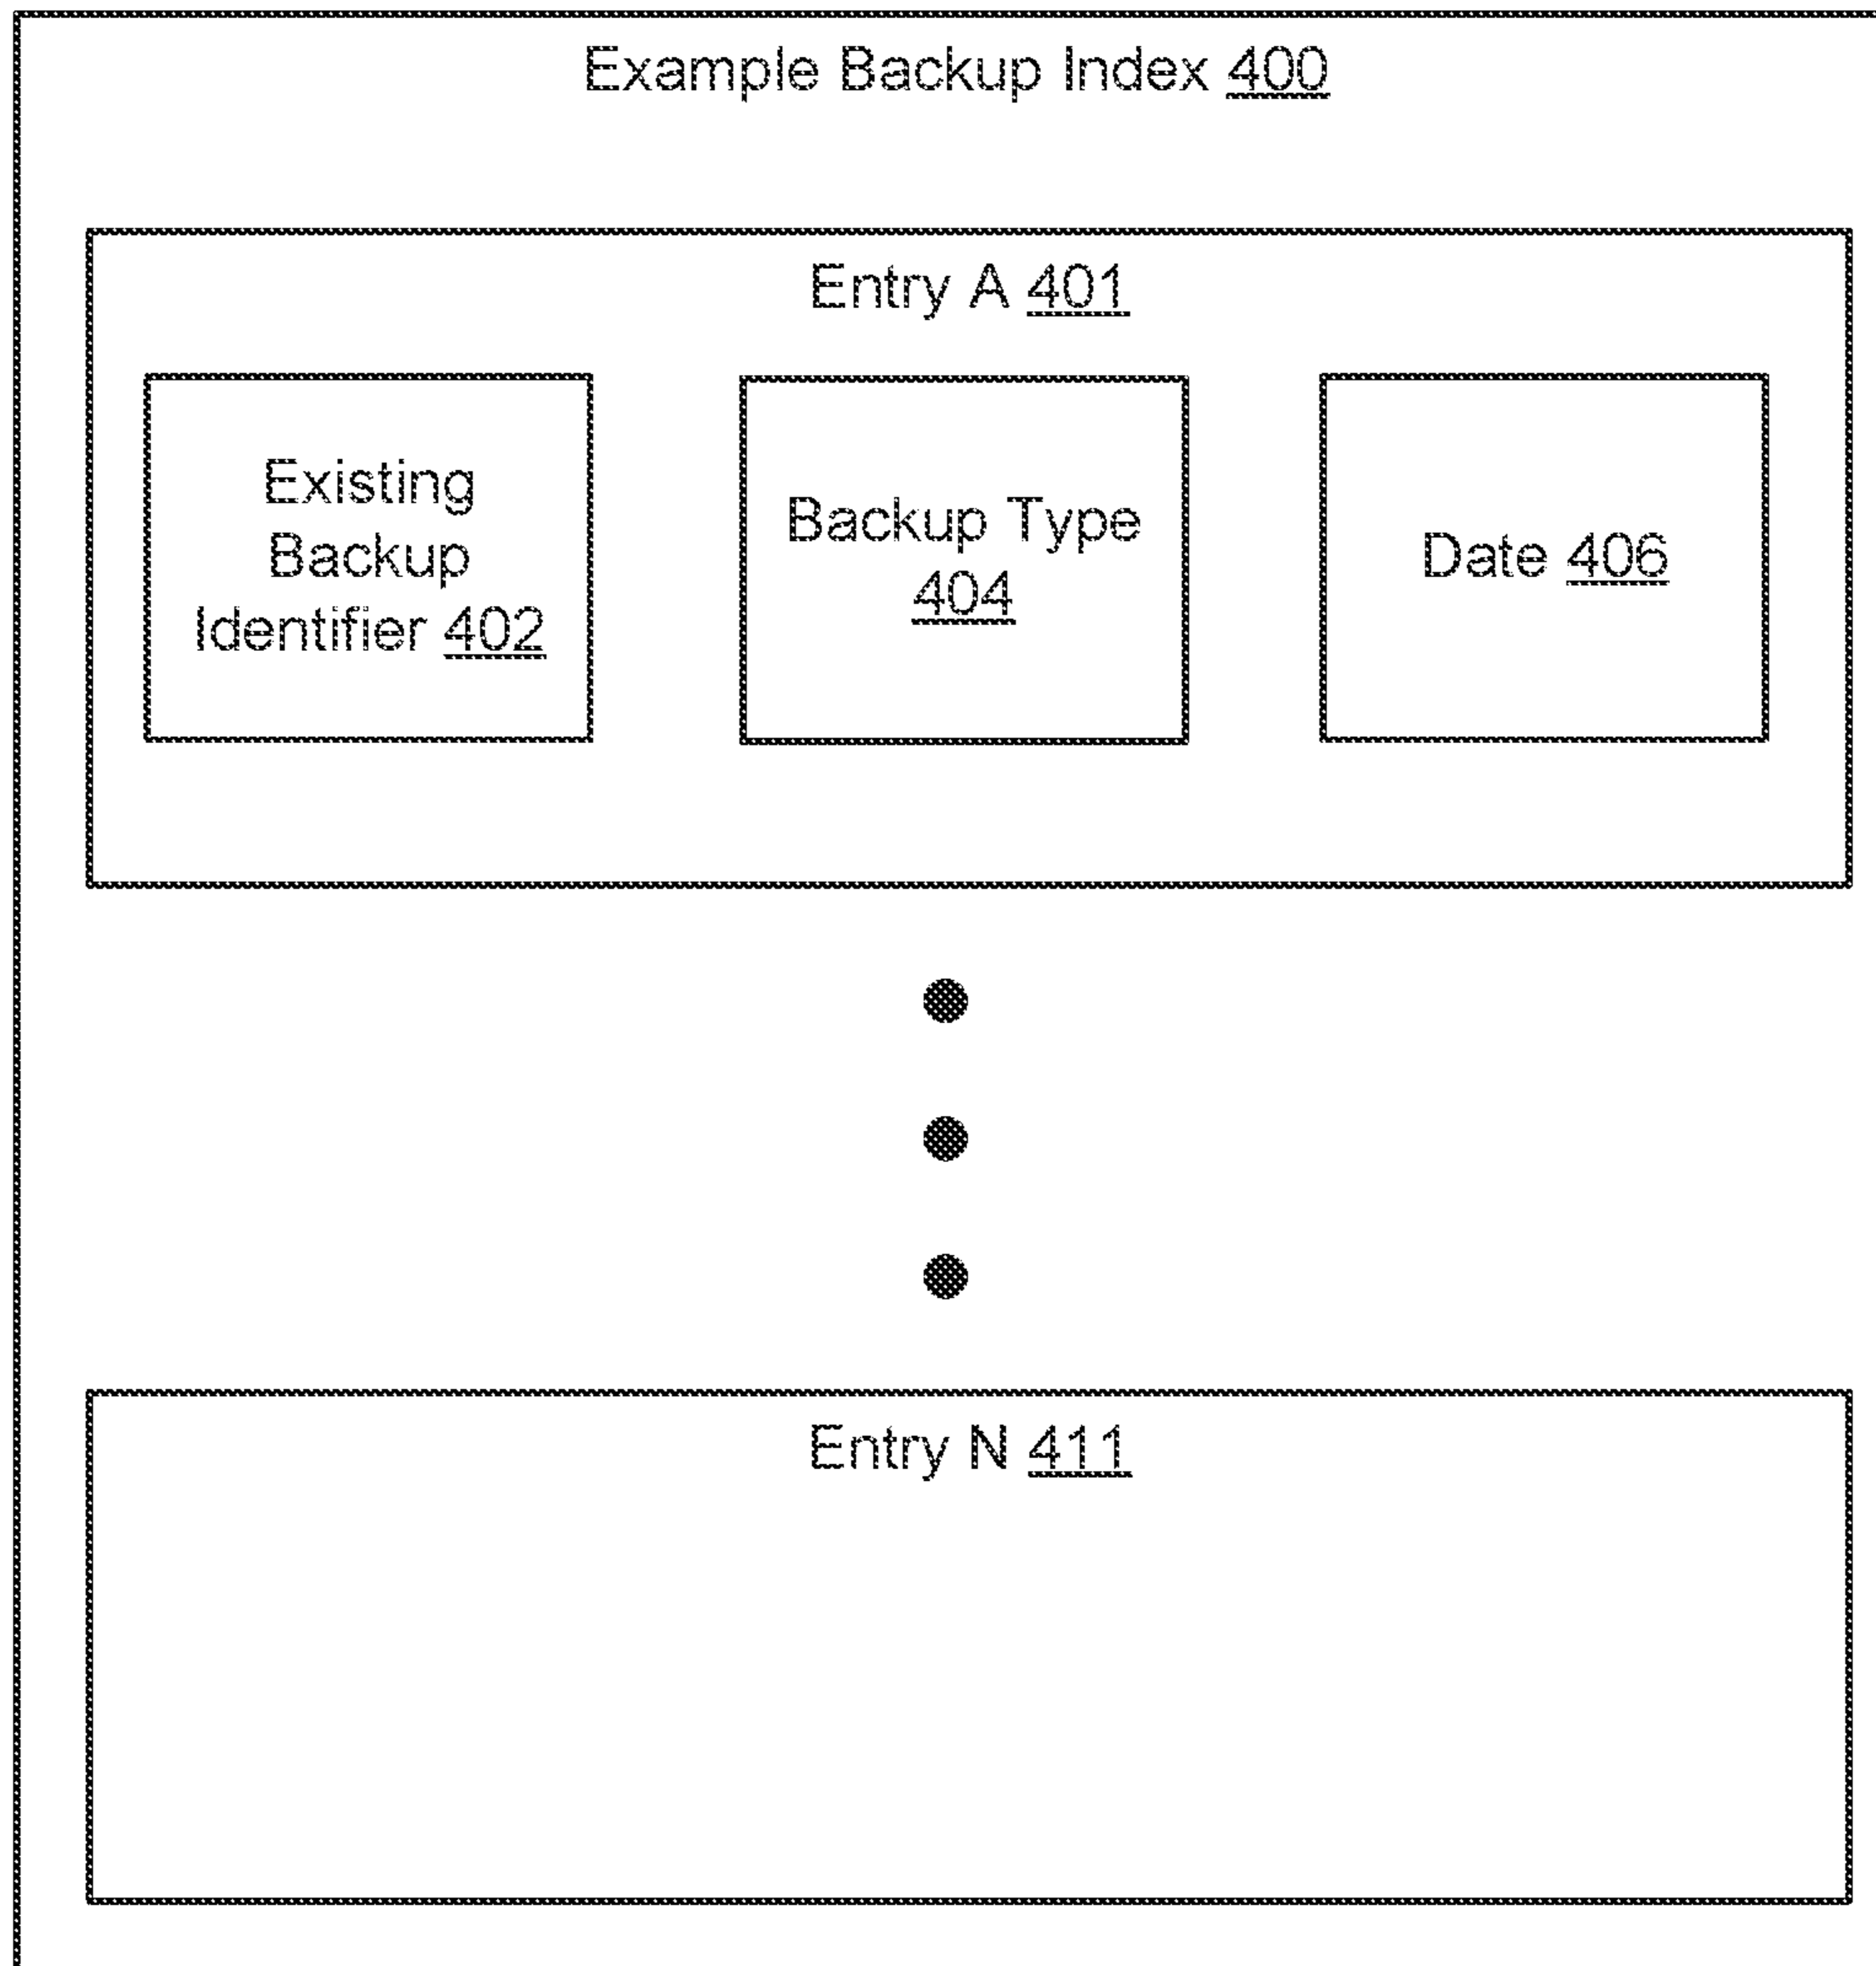 Example Backup Index 400
Entry A 401
Existing
Backup
Identifier 402
Backup Type
404
Date 406
Entry N 411